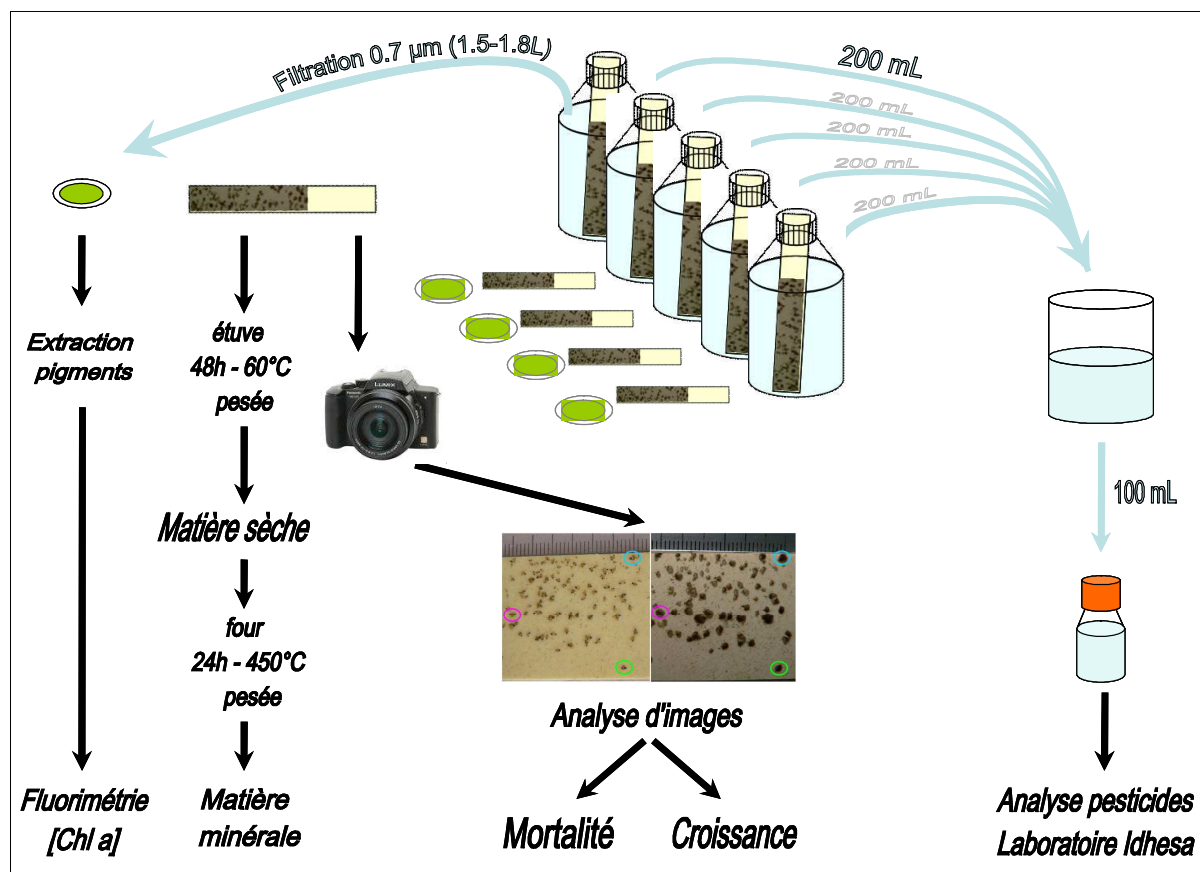 Filtration 0.7 µm (1.5-1.8L)
200 mL
200 mL
200 mL
200 mL
200 mL
Extraction
pigments
étuve
48h - 60°C
pesée
LUMIX
100 mL
Matière sèche
four
24h - 450°C
pesée
Analyse d'images
Fluorimétrie
[Chl a]
Matière
minérale
Mortalité
Croissance
Analyse pesticides
Laboratoire Idhesa